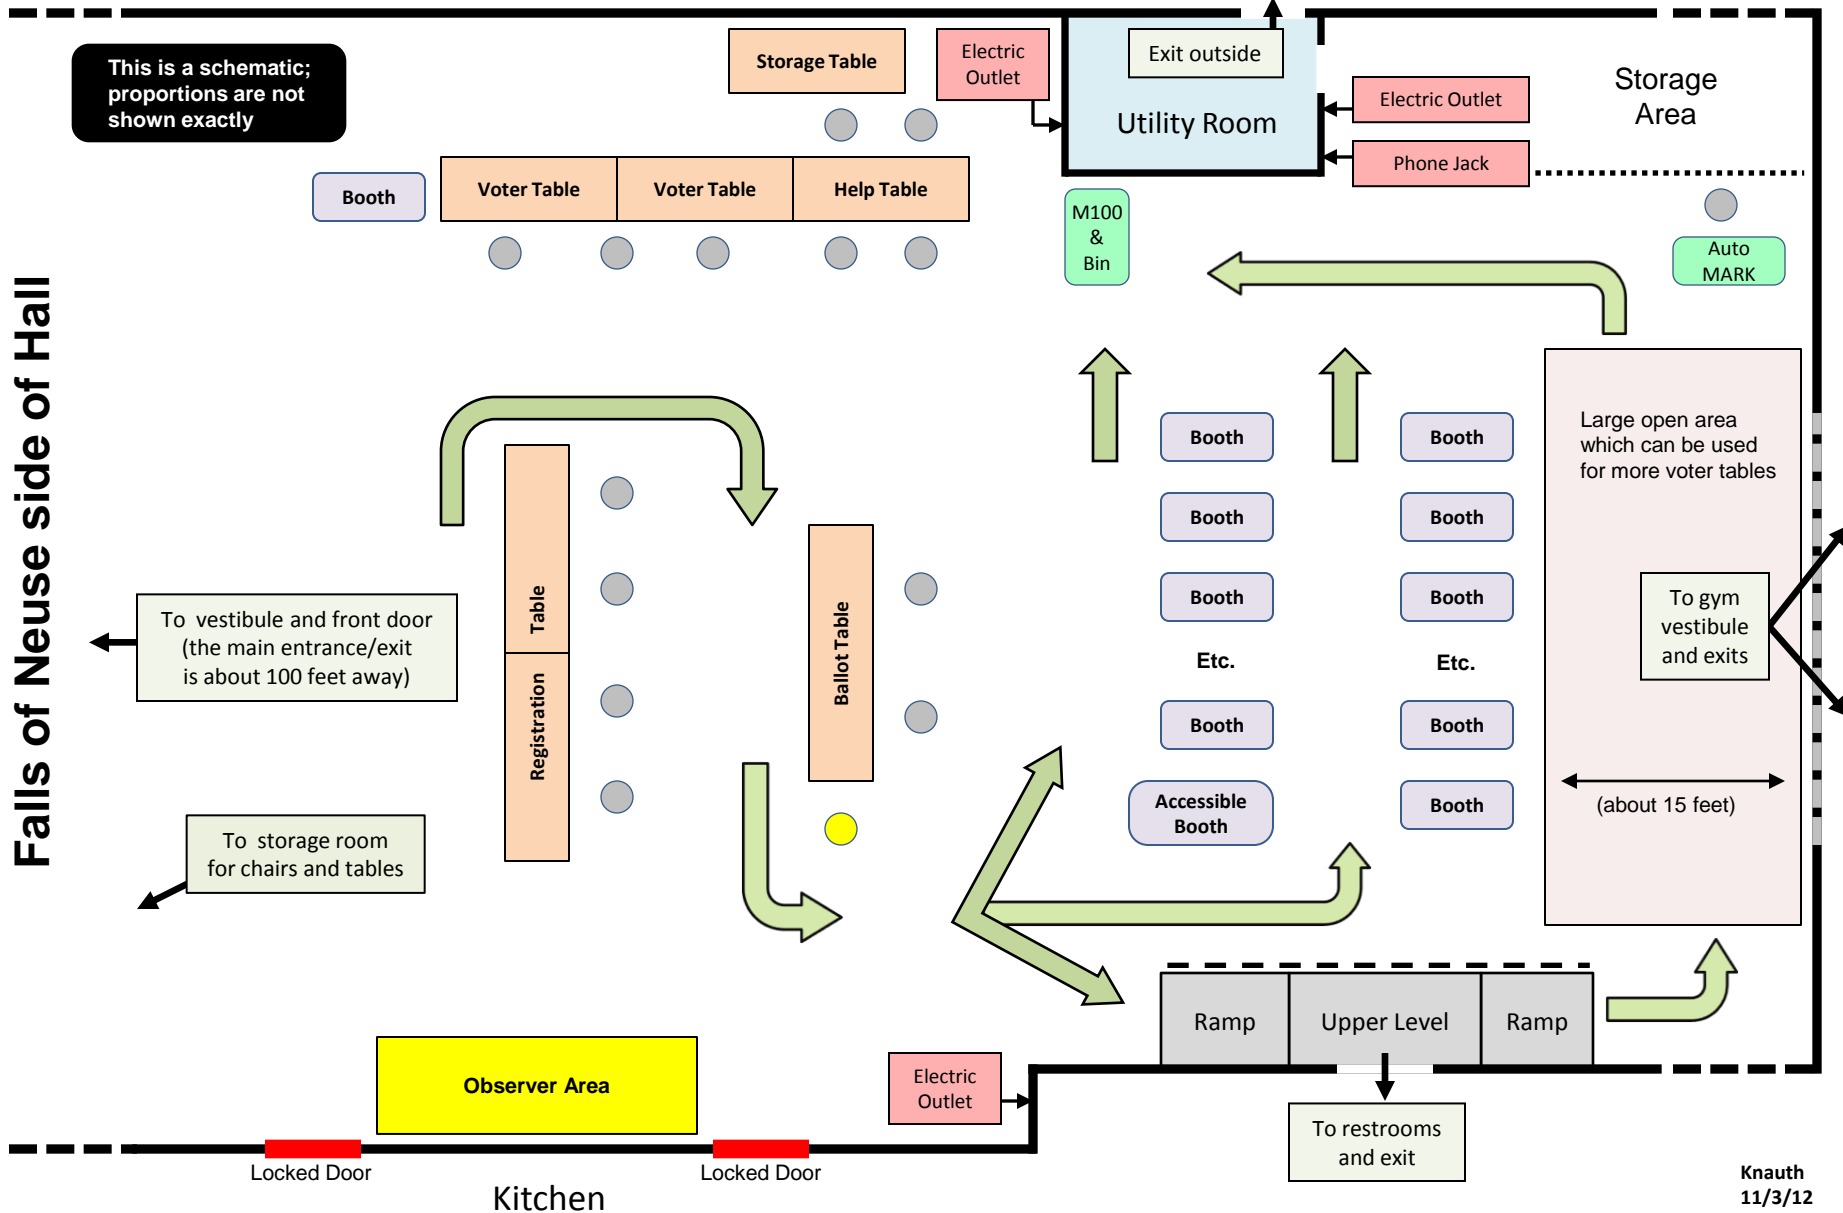 This is a schematic;
proportions are not
shown exactly
Storage Table
Electric
Outlet
Exit outside
Utility Room
Electric Outlet
Phone Jack
Storage
Area
Booth
Voter Table
Voter Table
Help Table
M100
&
Bin
Auto
MARK
Falls of Neuse side of Hall
Large open area
which can be used
for more voter tables
Booth
Booth
Booth
Booth
Booth
Booth
Etc.
Etc.
Booth
Booth
Accessible
Booth
Booth
To gym
vestibule
and exits
(about 15 feet)
To vestibule and front door
(the main entrance/exit
is about 100 feet away)
Registration Table
Ballot Table
To storage room
for chairs and tables
Ramp
Upper Level
Ramp
Observer Area
Electric
Outlet
To restrooms
and exit
Locked Door
Locked Door
Kitchen
Knauth
11/3/12